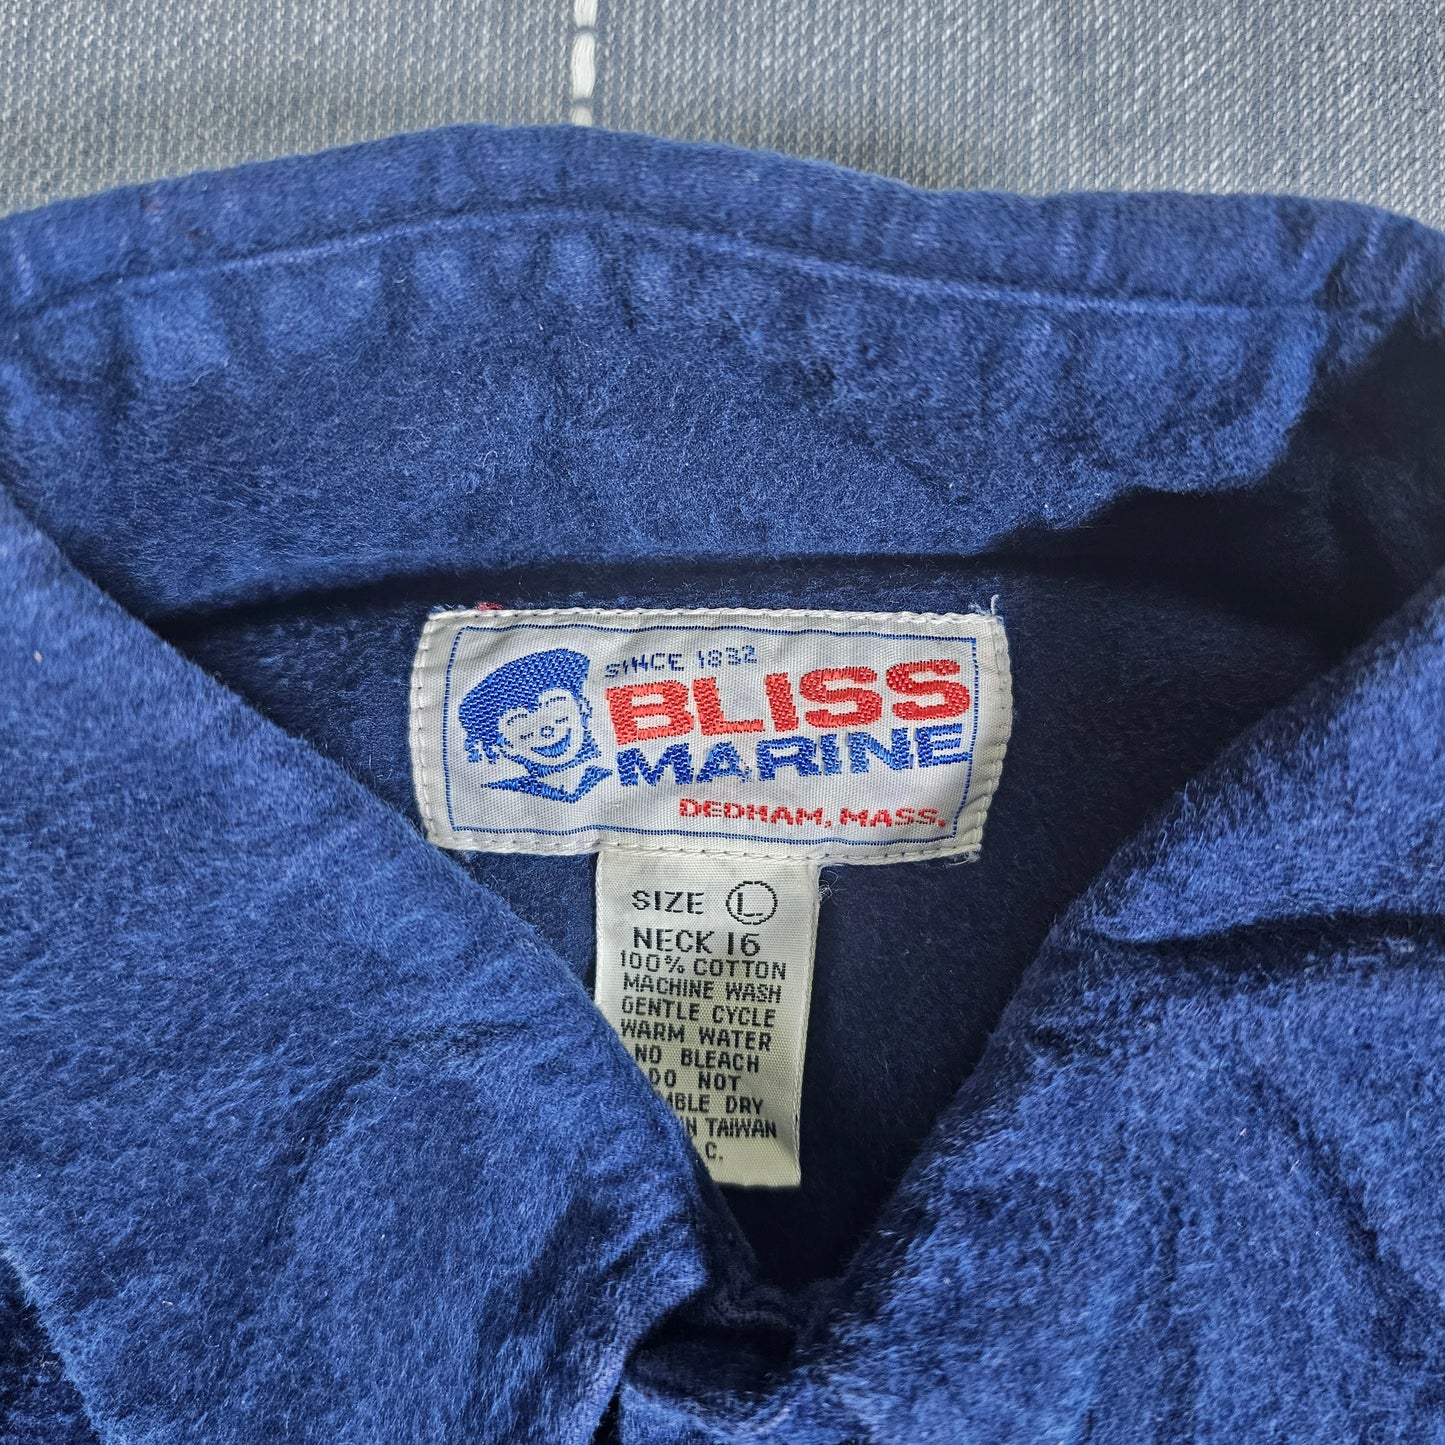 SINCE 1832
BLISS
MARINE
DEDHAM, MASS.
SIZE L
NECK 16
100% COTTON
MACHINE WASH
GENTLE CYCLE
WARM WATER
NO BLEACH
DO NOT
DRY
TAIWAN
C.